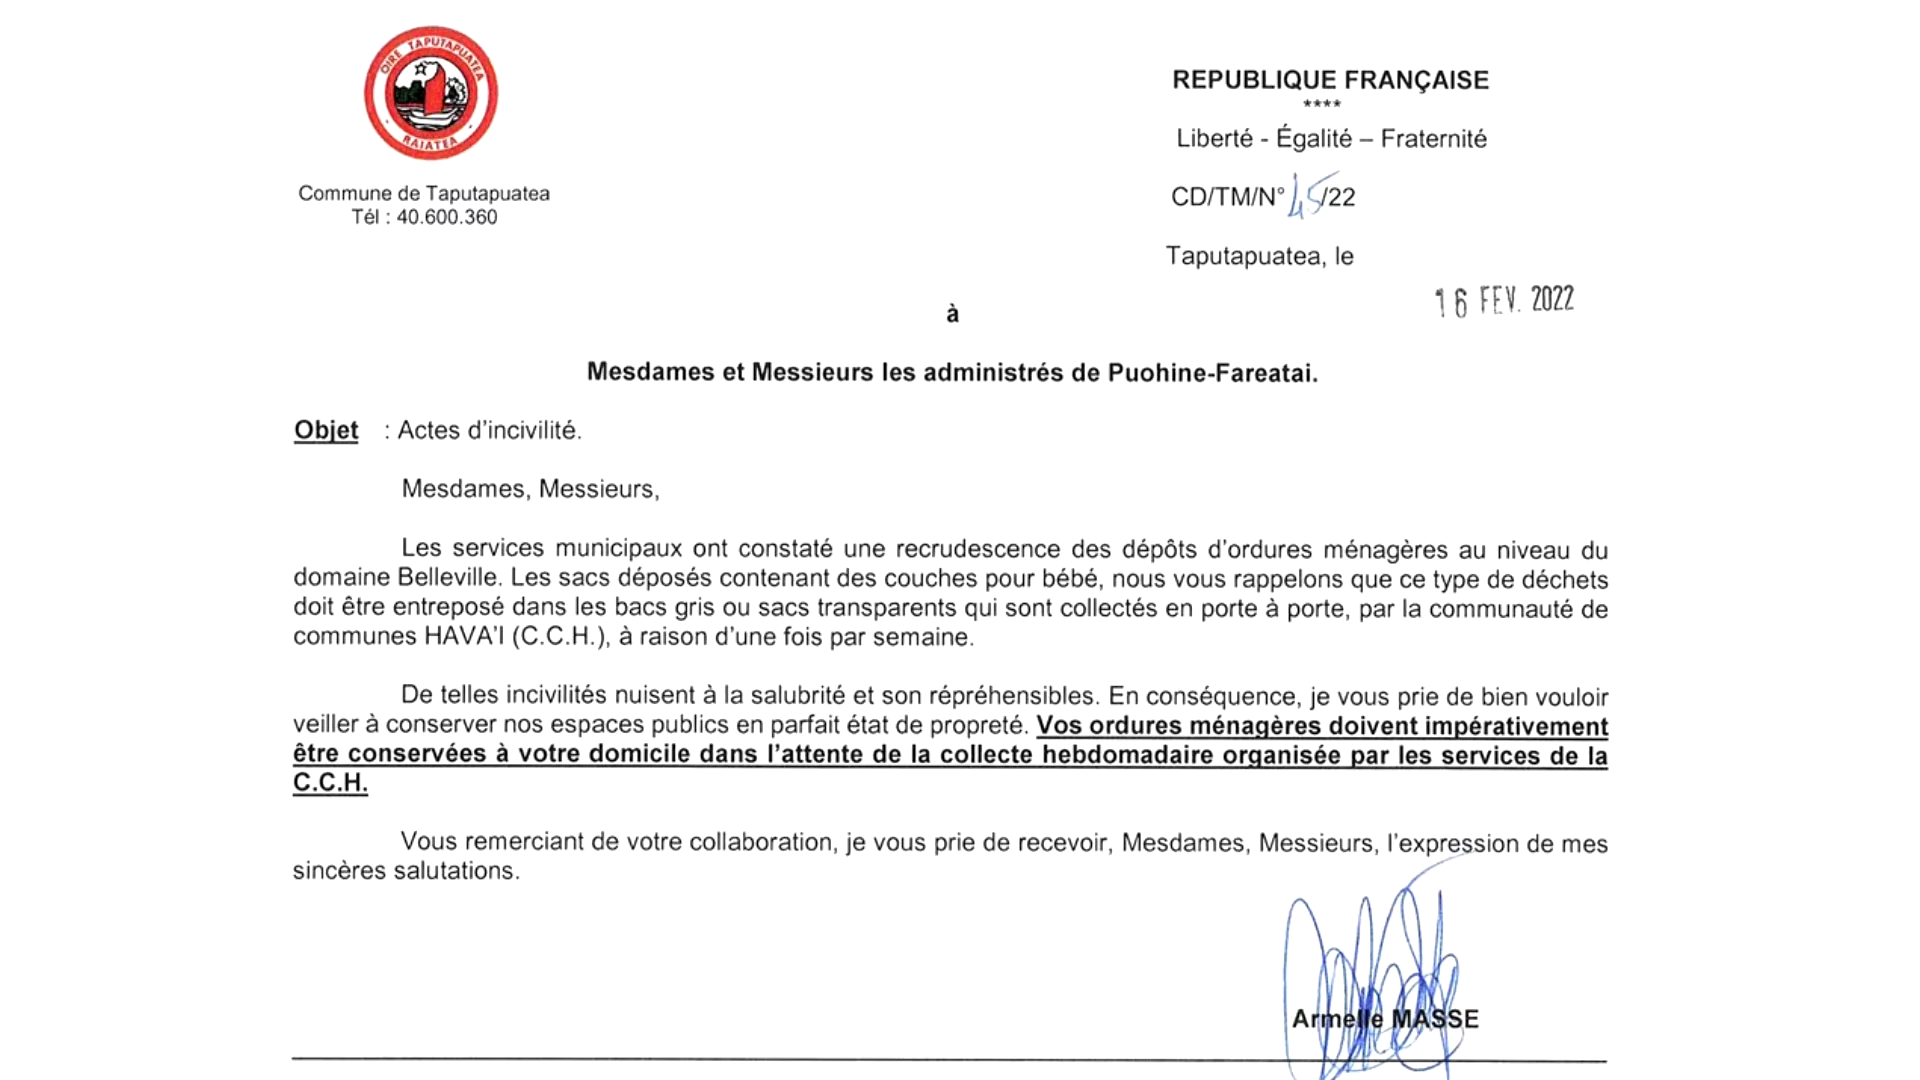 OIRE TAPUTAPUATEA
RAIATEA
Commune de Taputapuatea
Tél : 40.600.360
REPUBLIQUE FRANÇAISE
****
Liberté - Égalité – Fraternité
CD/TM/N° 45/22
Taputapuatea, le
16 FEV. 2022
à
Mesdames et Messieurs les administrés de Puohine-Fareatai.
Objet : Actes d'incivilité.
Mesdames, Messieurs,
Les services municipaux ont constaté une recrudescence des dépôts d'ordures ménagères au niveau du
domaine Belleville. Les sacs déposés contenant des couches pour bébé, nous vous rappelons que ce type de déchets
doit être entreposé dans les bacs gris ou sacs transparents qui sont collectés en porte à porte, par la communauté de
communes HAVA'I (C.C.H.), à raison d'une fois par semaine.
De telles incivilités nuisent à la salubrité et son répréhensibles. En conséquence, je vous prie de bien vouloir
veiller à conserver nos espaces publics en parfait état de propreté. Vos ordures ménagères doivent impérativement
être conservées à votre domicile dans l'attente de la collecte hebdomadaire organisée par les services de la
C.C.H.
Vous remerciant de votre collaboration, je vous prie de recevoir, Mesdames, Messieurs, l'expression de mes
sincères salutations.
Armelle MASSE